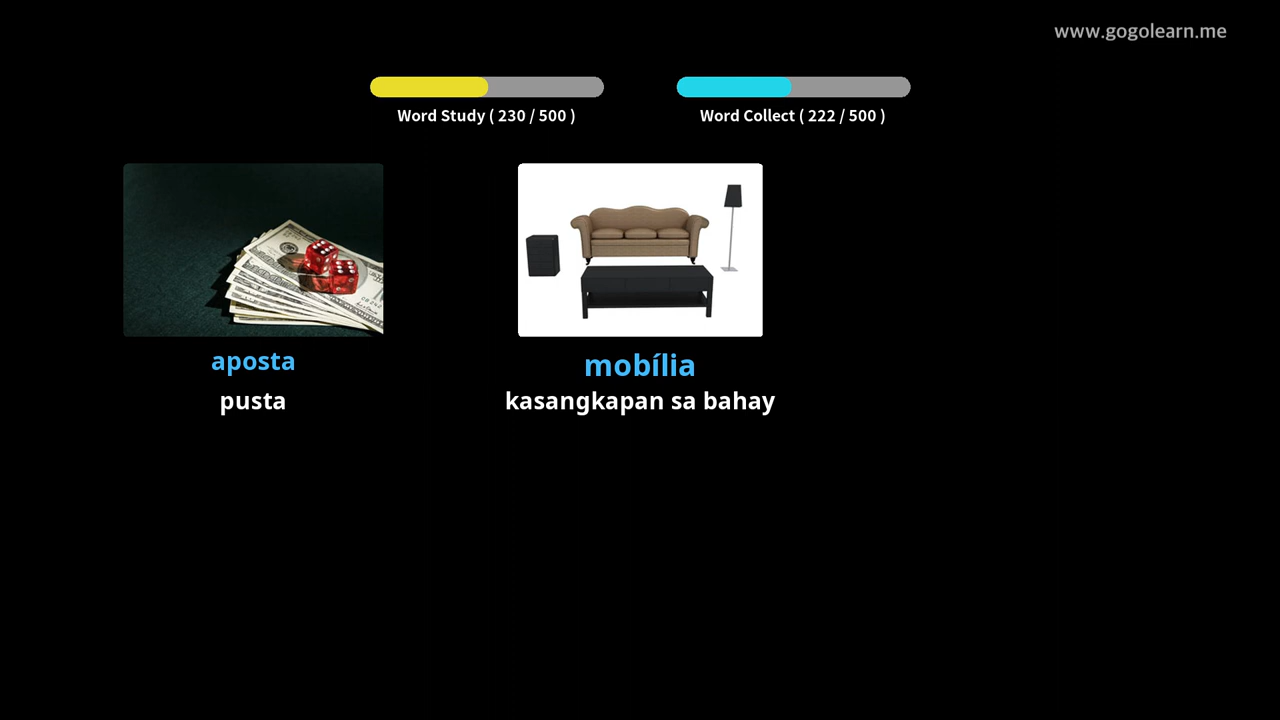 www.gogolearn.me
Word Study ( 230 / 500 )
Word Collect ( 222 / 500 )
aposta
pusta
mobília
kasangkapan sa bahay